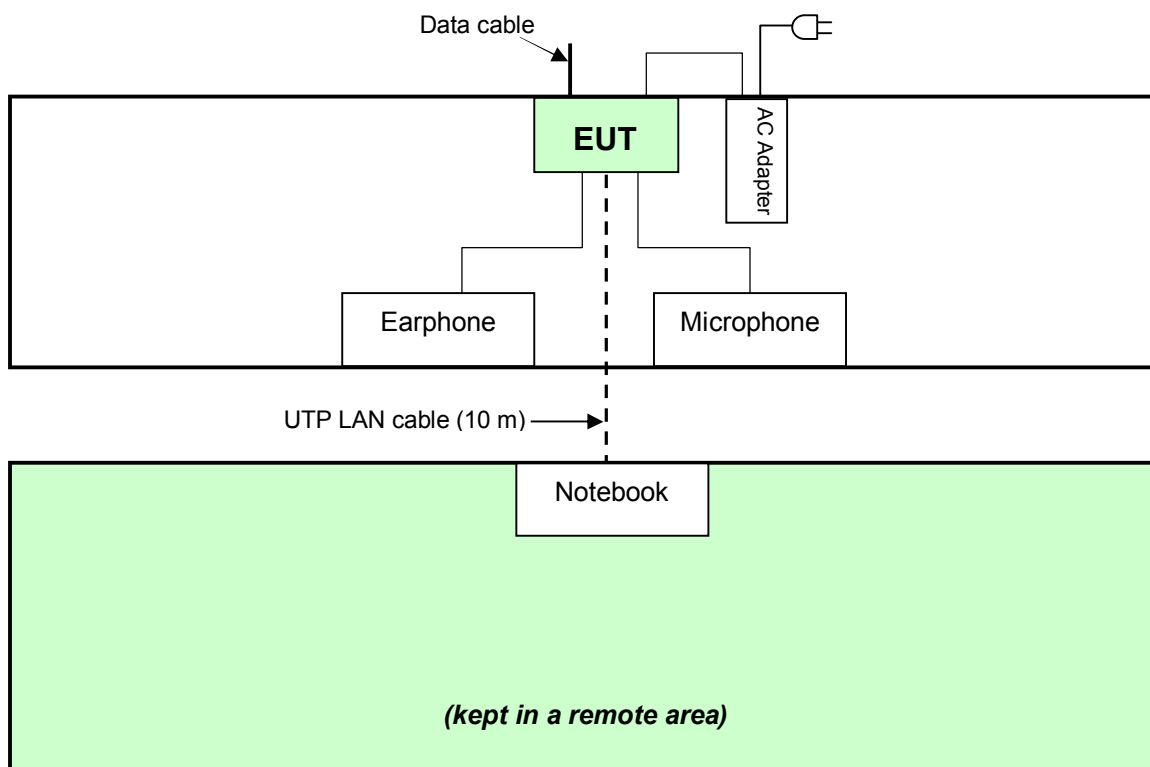 Data cable
EUT
AC Adapter
Earphone
Microphone
UTP LAN cable (10 m)
Notebook
(kept in a remote area)